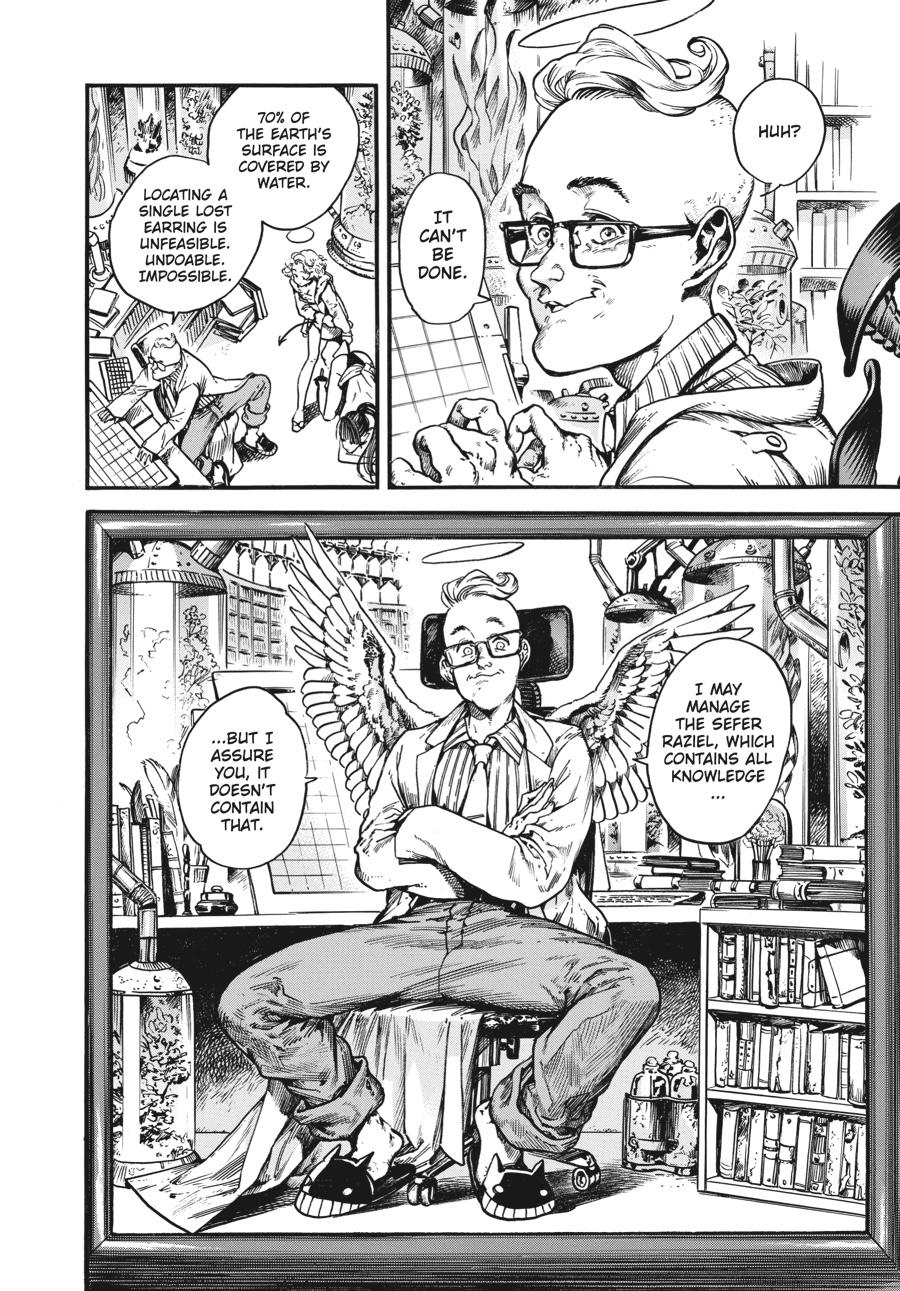 HUH?
IT
CAN'T
BE
DONE.
70% OF
THE EARTH'S
SURFACE IS
COVERED BY
WATER.
LOCATING A
SINGLE LOST
EARRING IS
UNFEASIBLE.
UNDOABLE.
IMPOSSIBLE.
I MAY
MANAGE
THE SEFER
RAZIEL, WHICH
CONTAINS ALL
KNOWLEDGE
...
...BUT I
ASSURE
YOU, IT
DOESN'T
CONTAIN
THAT.